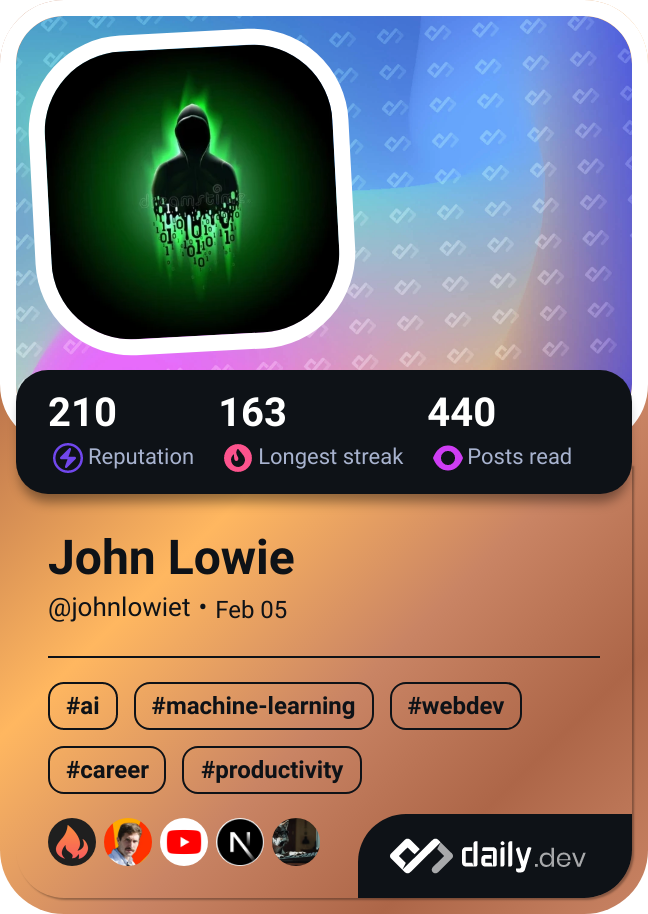 210 163 440
Reputation Longest streak Posts read
John Lowie
@johnlowiet • Feb 05
#ai #machine-learning #webdev
#career #productivity
daily.dev